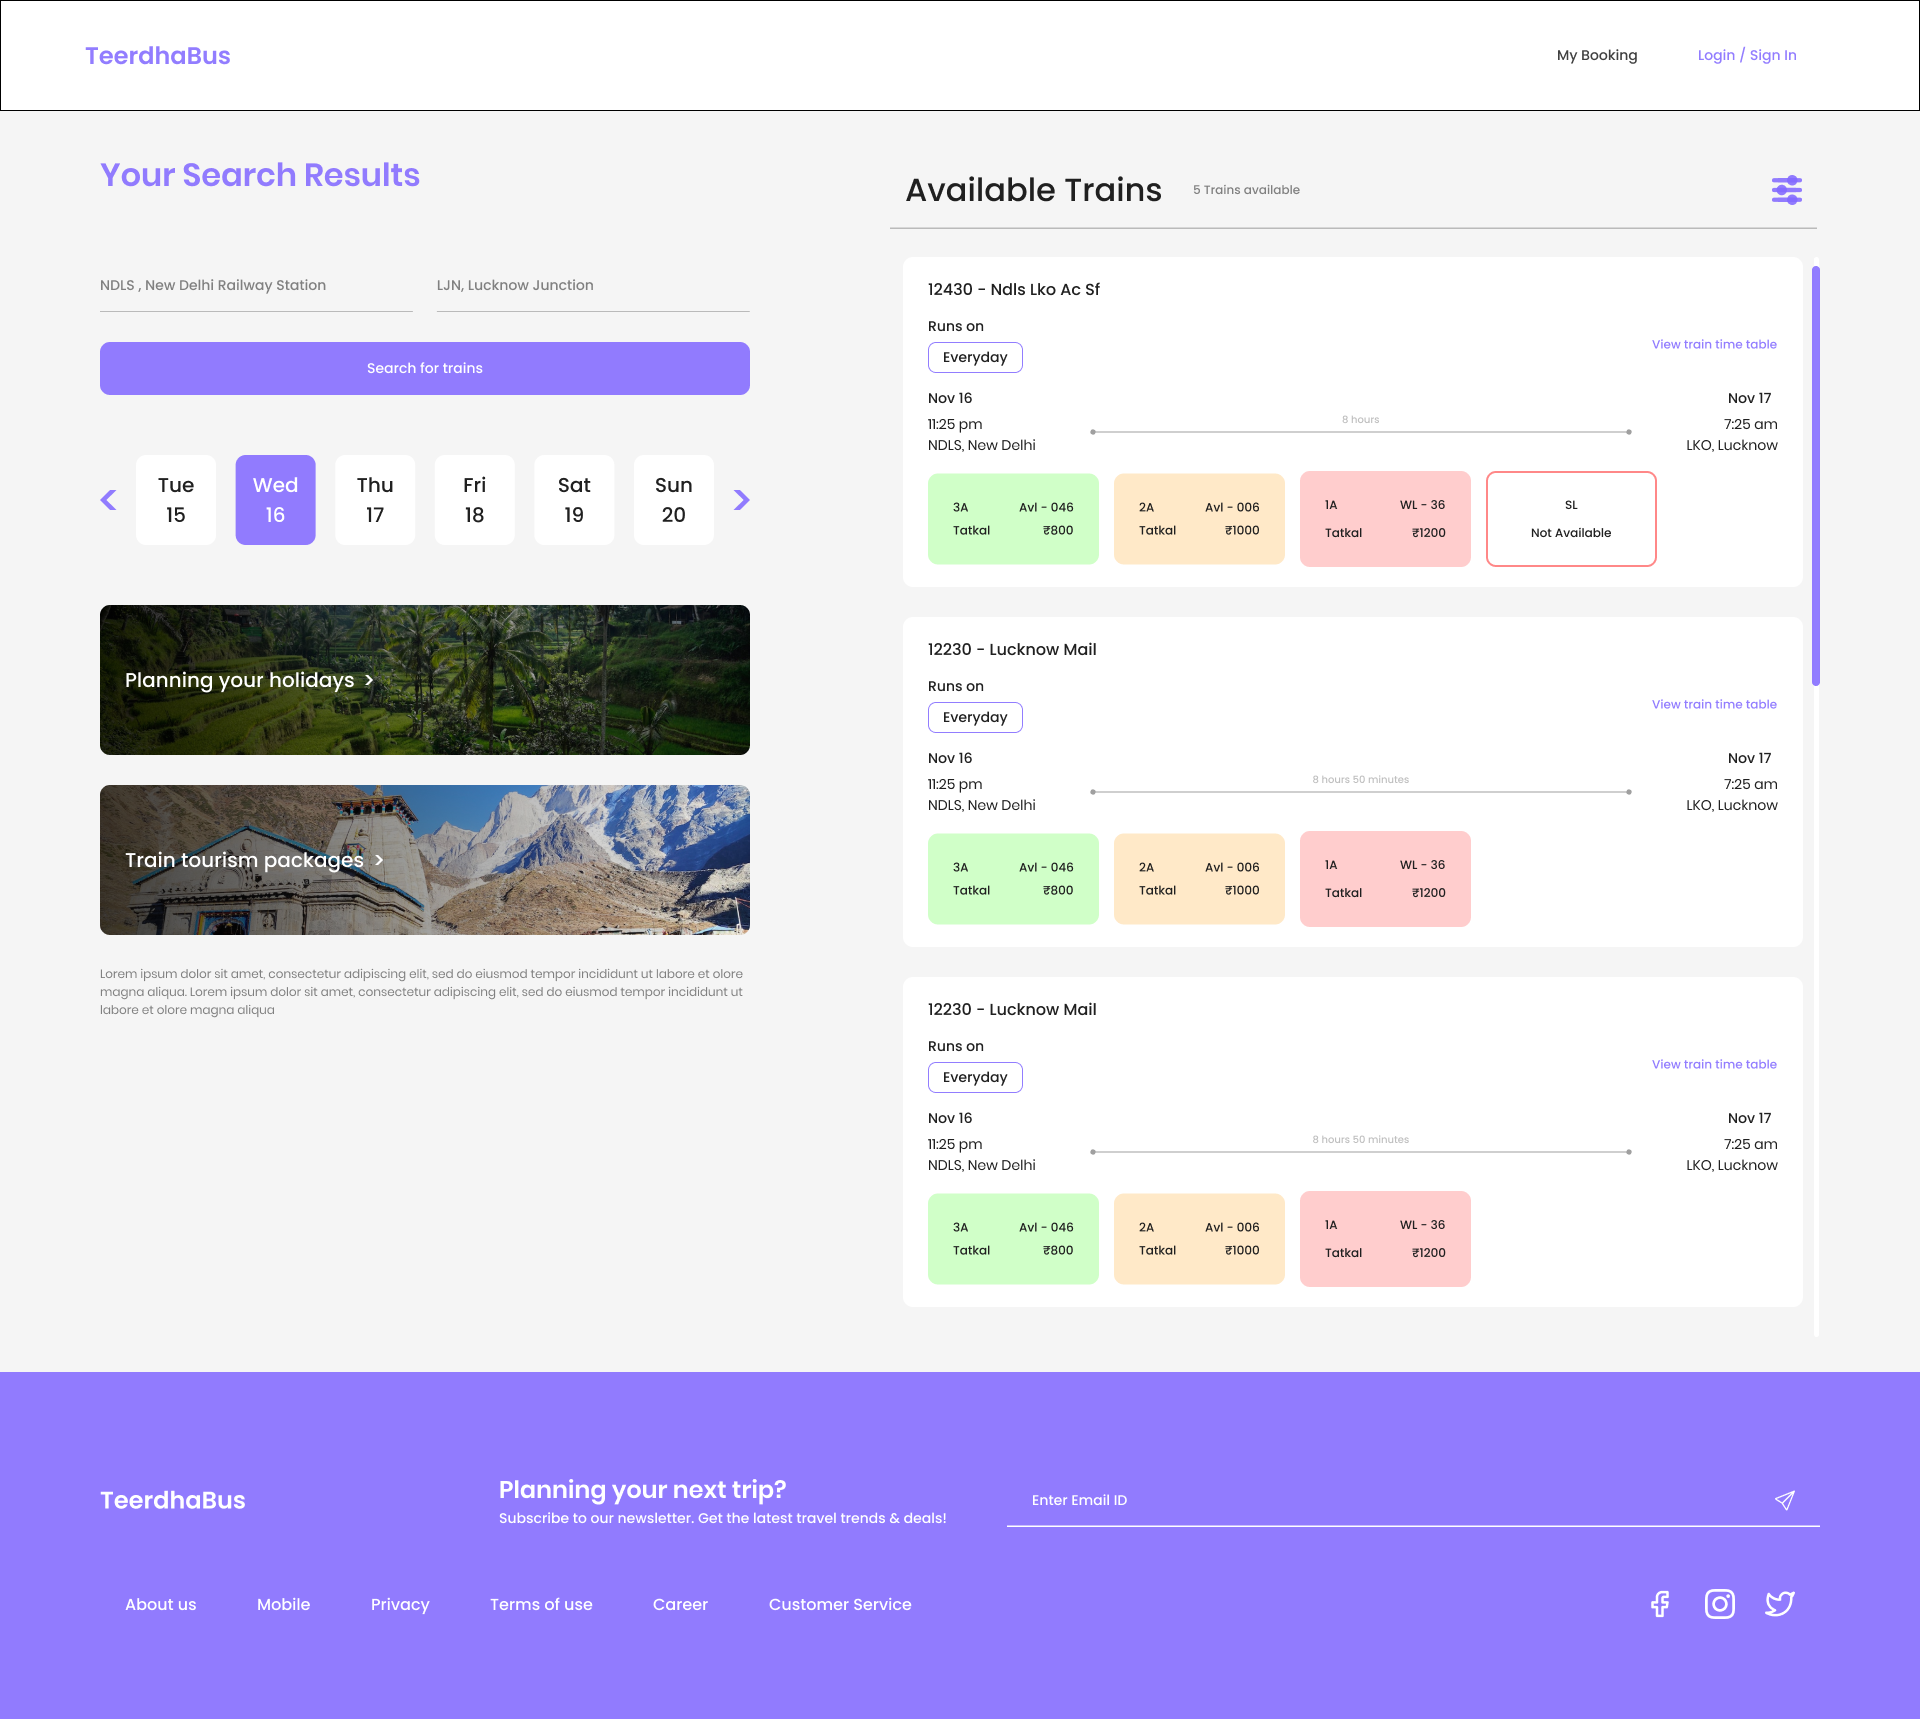 TeerdhaBus
My Booking
Login / Sign In
Your Search Results
NDLS , New Delhi Railway Station
LJN, Lucknow Junction
Search for trains
<
Tue
15
Wed
16
Thu
17
Fri
18
Sat
19
Sun
20
>
Planning your holidays >
Train tourism packages >
Lorem ipsum dolor sit amet, consectetur adipiscing elit, sed do eiusmod tempor incididunt ut labore et olore
magna aliqua. Lorem ipsum dolor sit amet, consectetur adipiscing elit, sed do eiusmod tempor incididunt ut
labore et olore magna aliqua
Available Trains
5 Trains available
12430 - Ndls Lko Ac Sf
Runs on
Everyday
View train time table
Nov 16
Nov 17
11:25 pm
8 hours
7:25 am
NDLS, New Delhi
LKO, Lucknow
3A Avl - 046
Tatkal ₹800
2A Avl - 006
Tatkal ₹1000
1A WL - 36
Tatkal ₹1200
SL
Not Available
12230 - Lucknow Mail
Runs on
Everyday
View train time table
Nov 16
Nov 17
11:25 pm
8 hours 50 minutes
7:25 am
NDLS, New Delhi
LKO, Lucknow
3A Avl - 046
Tatkal ₹800
2A Avl - 006
Tatkal ₹1000
1A WL - 36
Tatkal ₹1200
12230 - Lucknow Mail
Runs on
Everyday
View train time table
Nov 16
Nov 17
11:25 pm
8 hours 50 minutes
7:25 am
NDLS, New Delhi
LKO, Lucknow
3A Avl - 046
Tatkal ₹800
2A Avl - 006
Tatkal ₹1000
1A WL - 36
Tatkal ₹1200
TeerdhaBus
Planning your next trip?
Subscribe to our newsletter. Get the latest travel trends & deals!
Enter Email ID
About us
Mobile
Privacy
Terms of use
Career
Customer Service